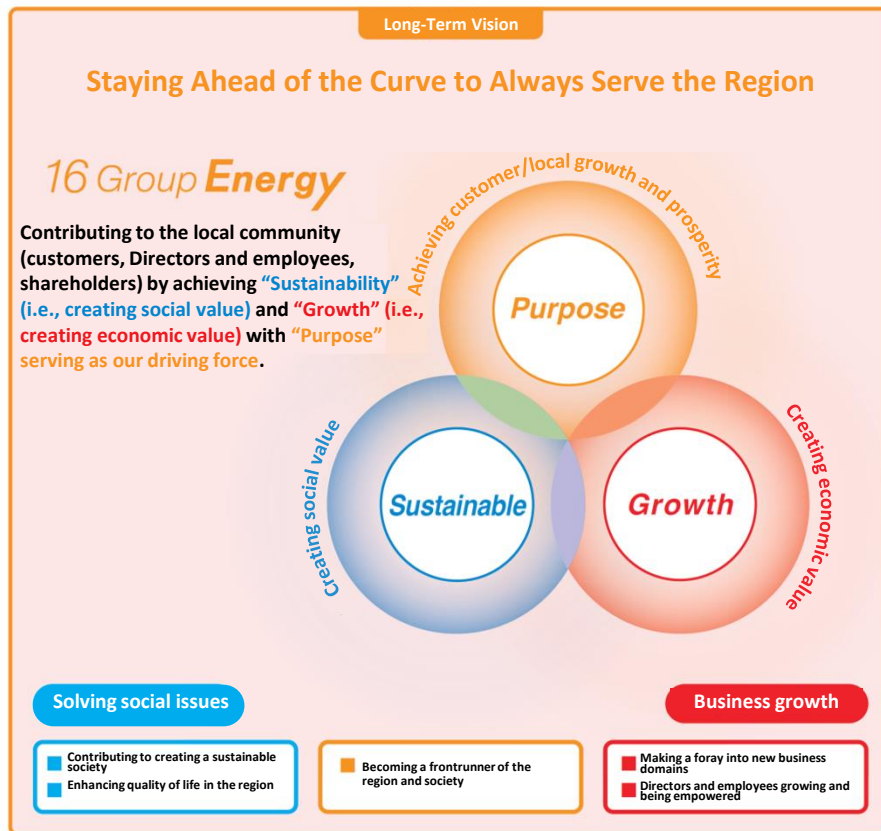 Long-Term Vision
Staying Ahead of the Curve to Always Serve the Region
16 Group Energy
Contributing to the local community
(customers, Directors and employees,
shareholders) by achieving “Sustainability”
(i.e., creating social value) and “Growth” (i.e.,
creating economic value) with “Purpose”
serving as our driving force.
Achieving customer/local growth and prosperity
Purpose
Creating social value
Sustainable
Growth
Creating economic value
Solving social issues
Contributing to creating a sustainable
society
Enhancing quality of life in the region
Becoming a frontrunner of the
region and society
Business growth
Making a foray into new business
domains
Directors and employees growing and
being empowered